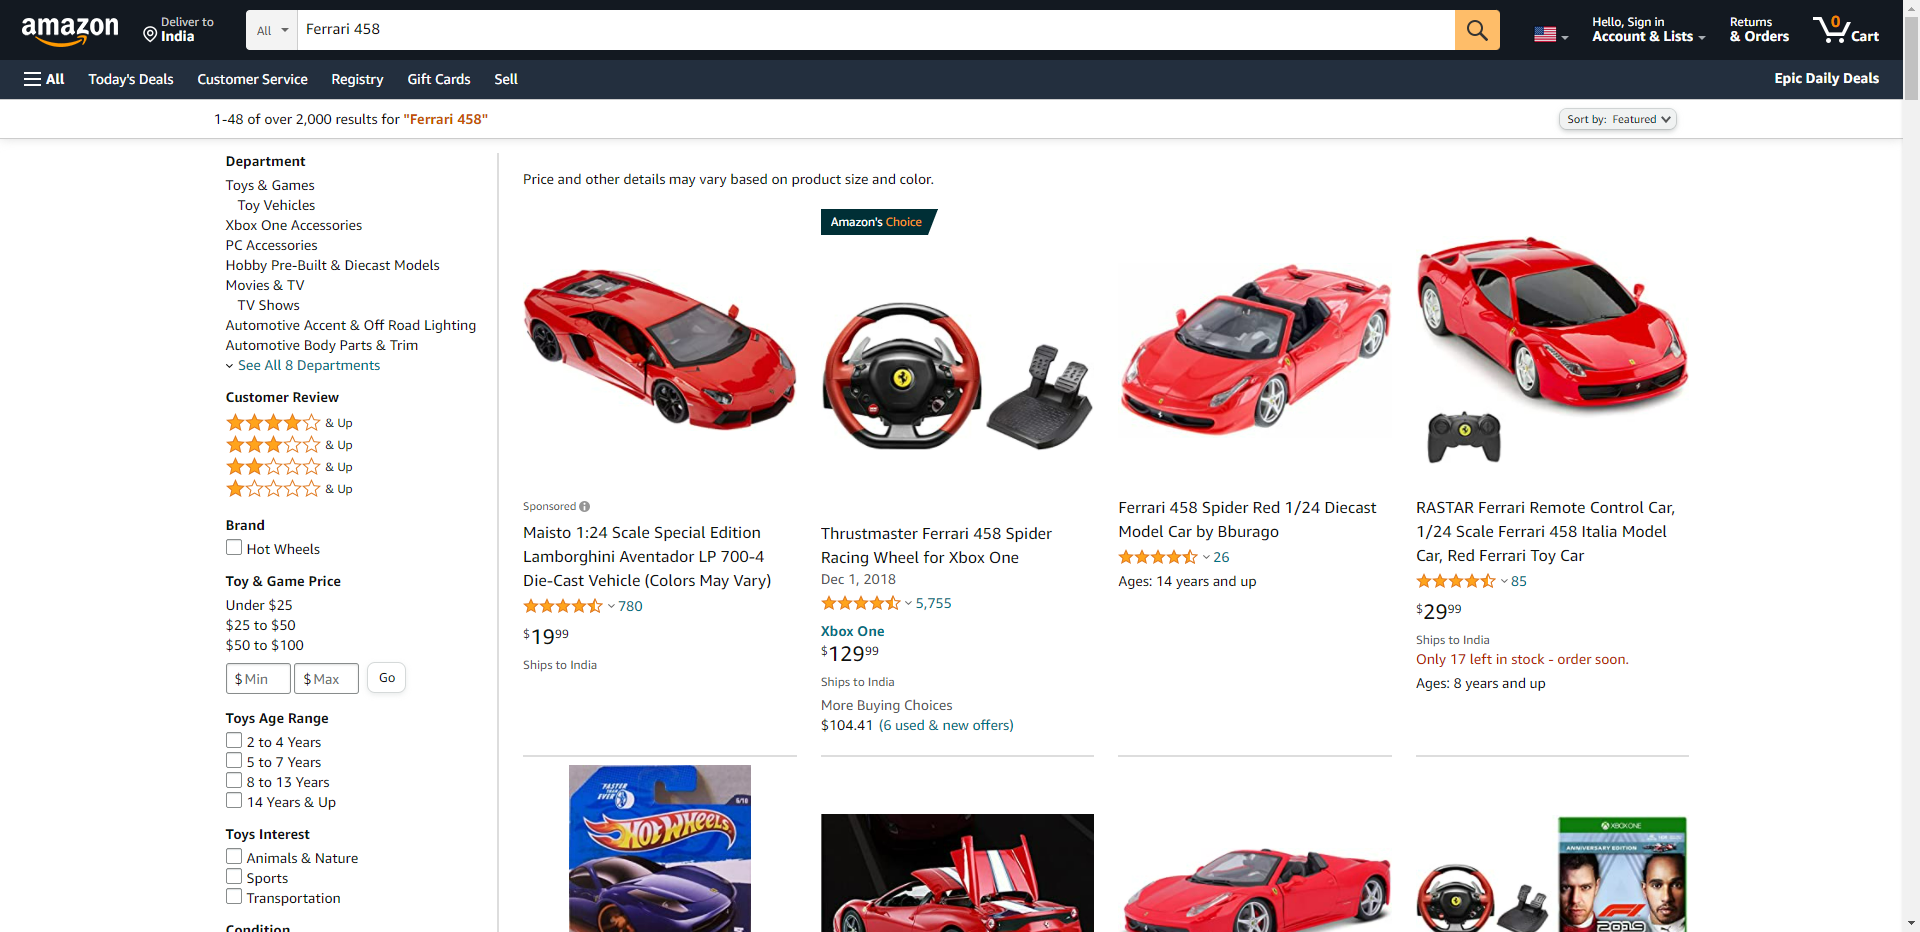 amazon
Deliver to
India
All
Ferrari 458
Hello, Sign in
Account & Lists
Returns
& Orders
0
Cart
All
Today's Deals
Customer Service
Registry
Gift Cards
Sell
Epic Daily Deals
1-48 of over 2,000 results for "Ferrari 458"
Sort by: Featured
Department
Toys & Games
Toy Vehicles
Xbox One Accessories
PC Accessories
Hobby Pre-Built & Diecast Models
Movies & TV
TV Shows
Automotive Accent & Off Road Lighting
Automotive Body Parts & Trim
See All 8 Departments
Customer Review
& Up
& Up
& Up
& Up
Brand
Hot Wheels
Toy & Game Price
Under $25
$25 to $50
$50 to $100
$ Min
$ Max
Go
Toys Age Range
2 to 4 Years
5 to 7 Years
8 to 13 Years
14 Years & Up
Toys Interest
Animals & Nature
Sports
Transportation
Condition
Price and other details may vary based on product size and color.
Sponsored
Maisto 1:24 Scale Special Edition
Lamborghini Aventador LP 700-4
Die-Cast Vehicle (Colors May Vary)
780
$19.99
Ships to India
Amazon's Choice
Thrustmaster Ferrari 458 Spider
Racing Wheel for Xbox One
Dec 1, 2018
5,755
Xbox One
$129.99
Ships to India
More Buying Choices
$104.41 (6 used & new offers)
Ferrari 458 Spider Red 1/24 Diecast
Model Car by Bburago
26
Ages: 14 years and up
RASTAR Ferrari Remote Control Car,
1/24 Scale Ferrari 458 Italia Model
Car, Red Ferrari Toy Car
85
$29.99
Ships to India
Only 17 left in stock - order soon.
Ages: 8 years and up
FASTER
THAN
EVER
HOT WHEELS
XBOX ONE
ANNIVERSARY EDITION
F1
2019